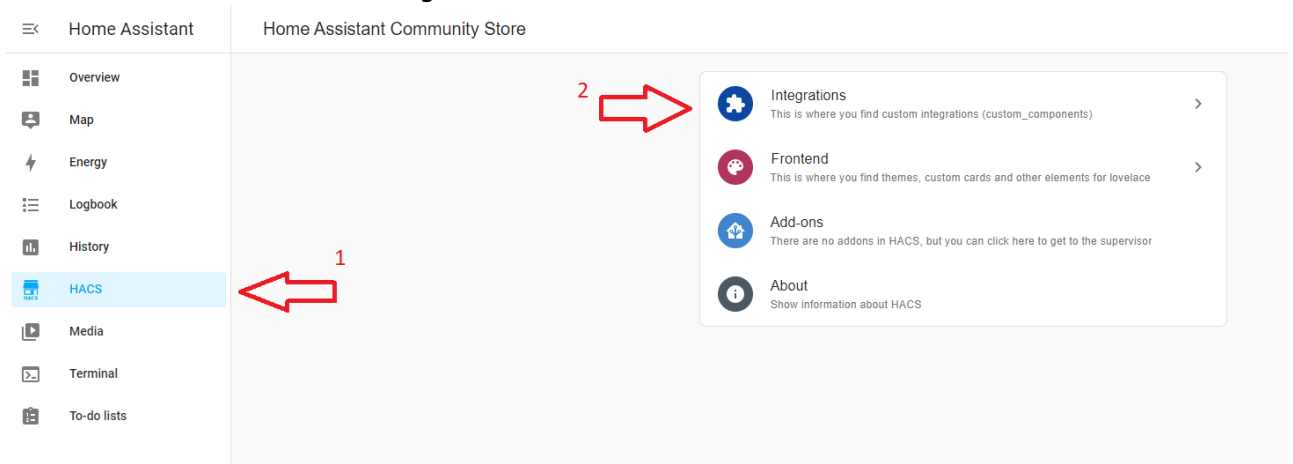 Home Assistant
Home Assistant Community Store
Overview
Map
Energy
Logbook
History
HACS
HACS
Media
Terminal
To-do lists
1
2
Integrations
This is where you find custom integrations (custom_components)
Frontend
This is where you find themes, custom cards and other elements for lovelace
Add-ons
There are no addons in HACS, but you can click here to get to the supervisor
About
Show information about HACS